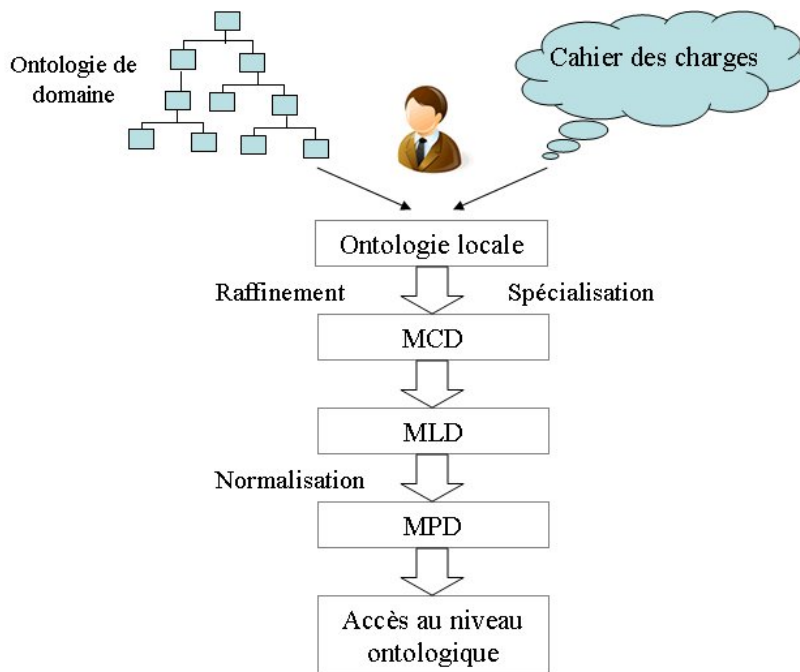 Ontologie de
domaine
Cahier des charges
Ontologie locale
Raffinement
Spécialisation
MCD
MLD
Normalisation
MPD
Accès au niveau
ontologique